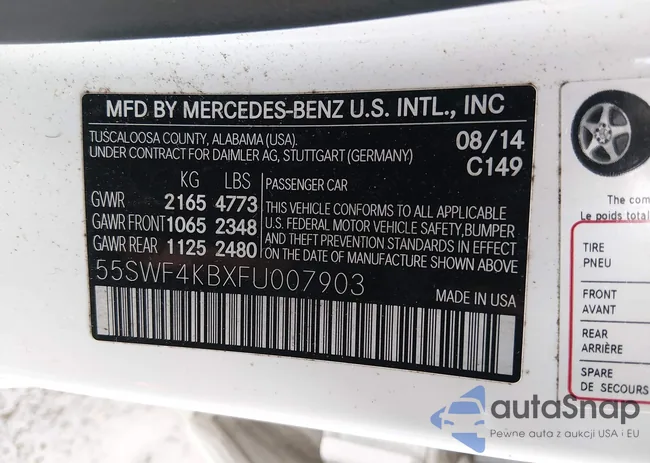 MFD BY MERCEDES-BENZ U.S. INTL., INC
TUSCALOOSA COUNTY, ALABAMA (USA). 08/14
UNDER CONTRACT FOR DAIMLER AG, STUTTGART (GERMANY) C149
KG LBS
GVWR 2165 4773
GAWR FRONT 1065 2348
GAWR REAR 1125 2480
PASSENGER CAR
THIS VEHICLE CONFORMS TO ALL APPLICABLE
U.S. FEDERAL MOTOR VEHICLE SAFETY,BUMPER
AND THEFT PREVENTION STANDARDS IN EFFECT
ON THE DATE OF MANUFACTURE SHOWN ABOVE
55SWF4KBXFU007903
MADE IN USA
The com
Le poids total
TIRE
PNEU
FRONT
AVANT
REAR
ARRIÈRE
SPARE
DE SECOURS
autoSnap
Pewne auta z aukcji USA i EU